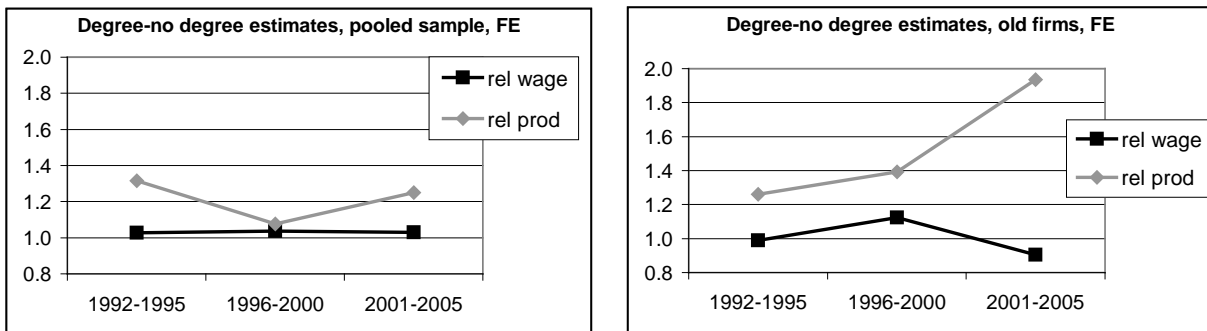 Degree-no degree estimates, pooled sample, FE
2.0
1.8
1.6
1.4
1.2
1.0
0.8
1992-1995 1996-2000 2001-2005
rel wage
rel prod
Degree-no degree estimates, old firms, FE
2.0
1.8
1.6
1.4
1.2
1.0
0.8
1992-1995 1996-2000 2001-2005
rel wage
rel prod